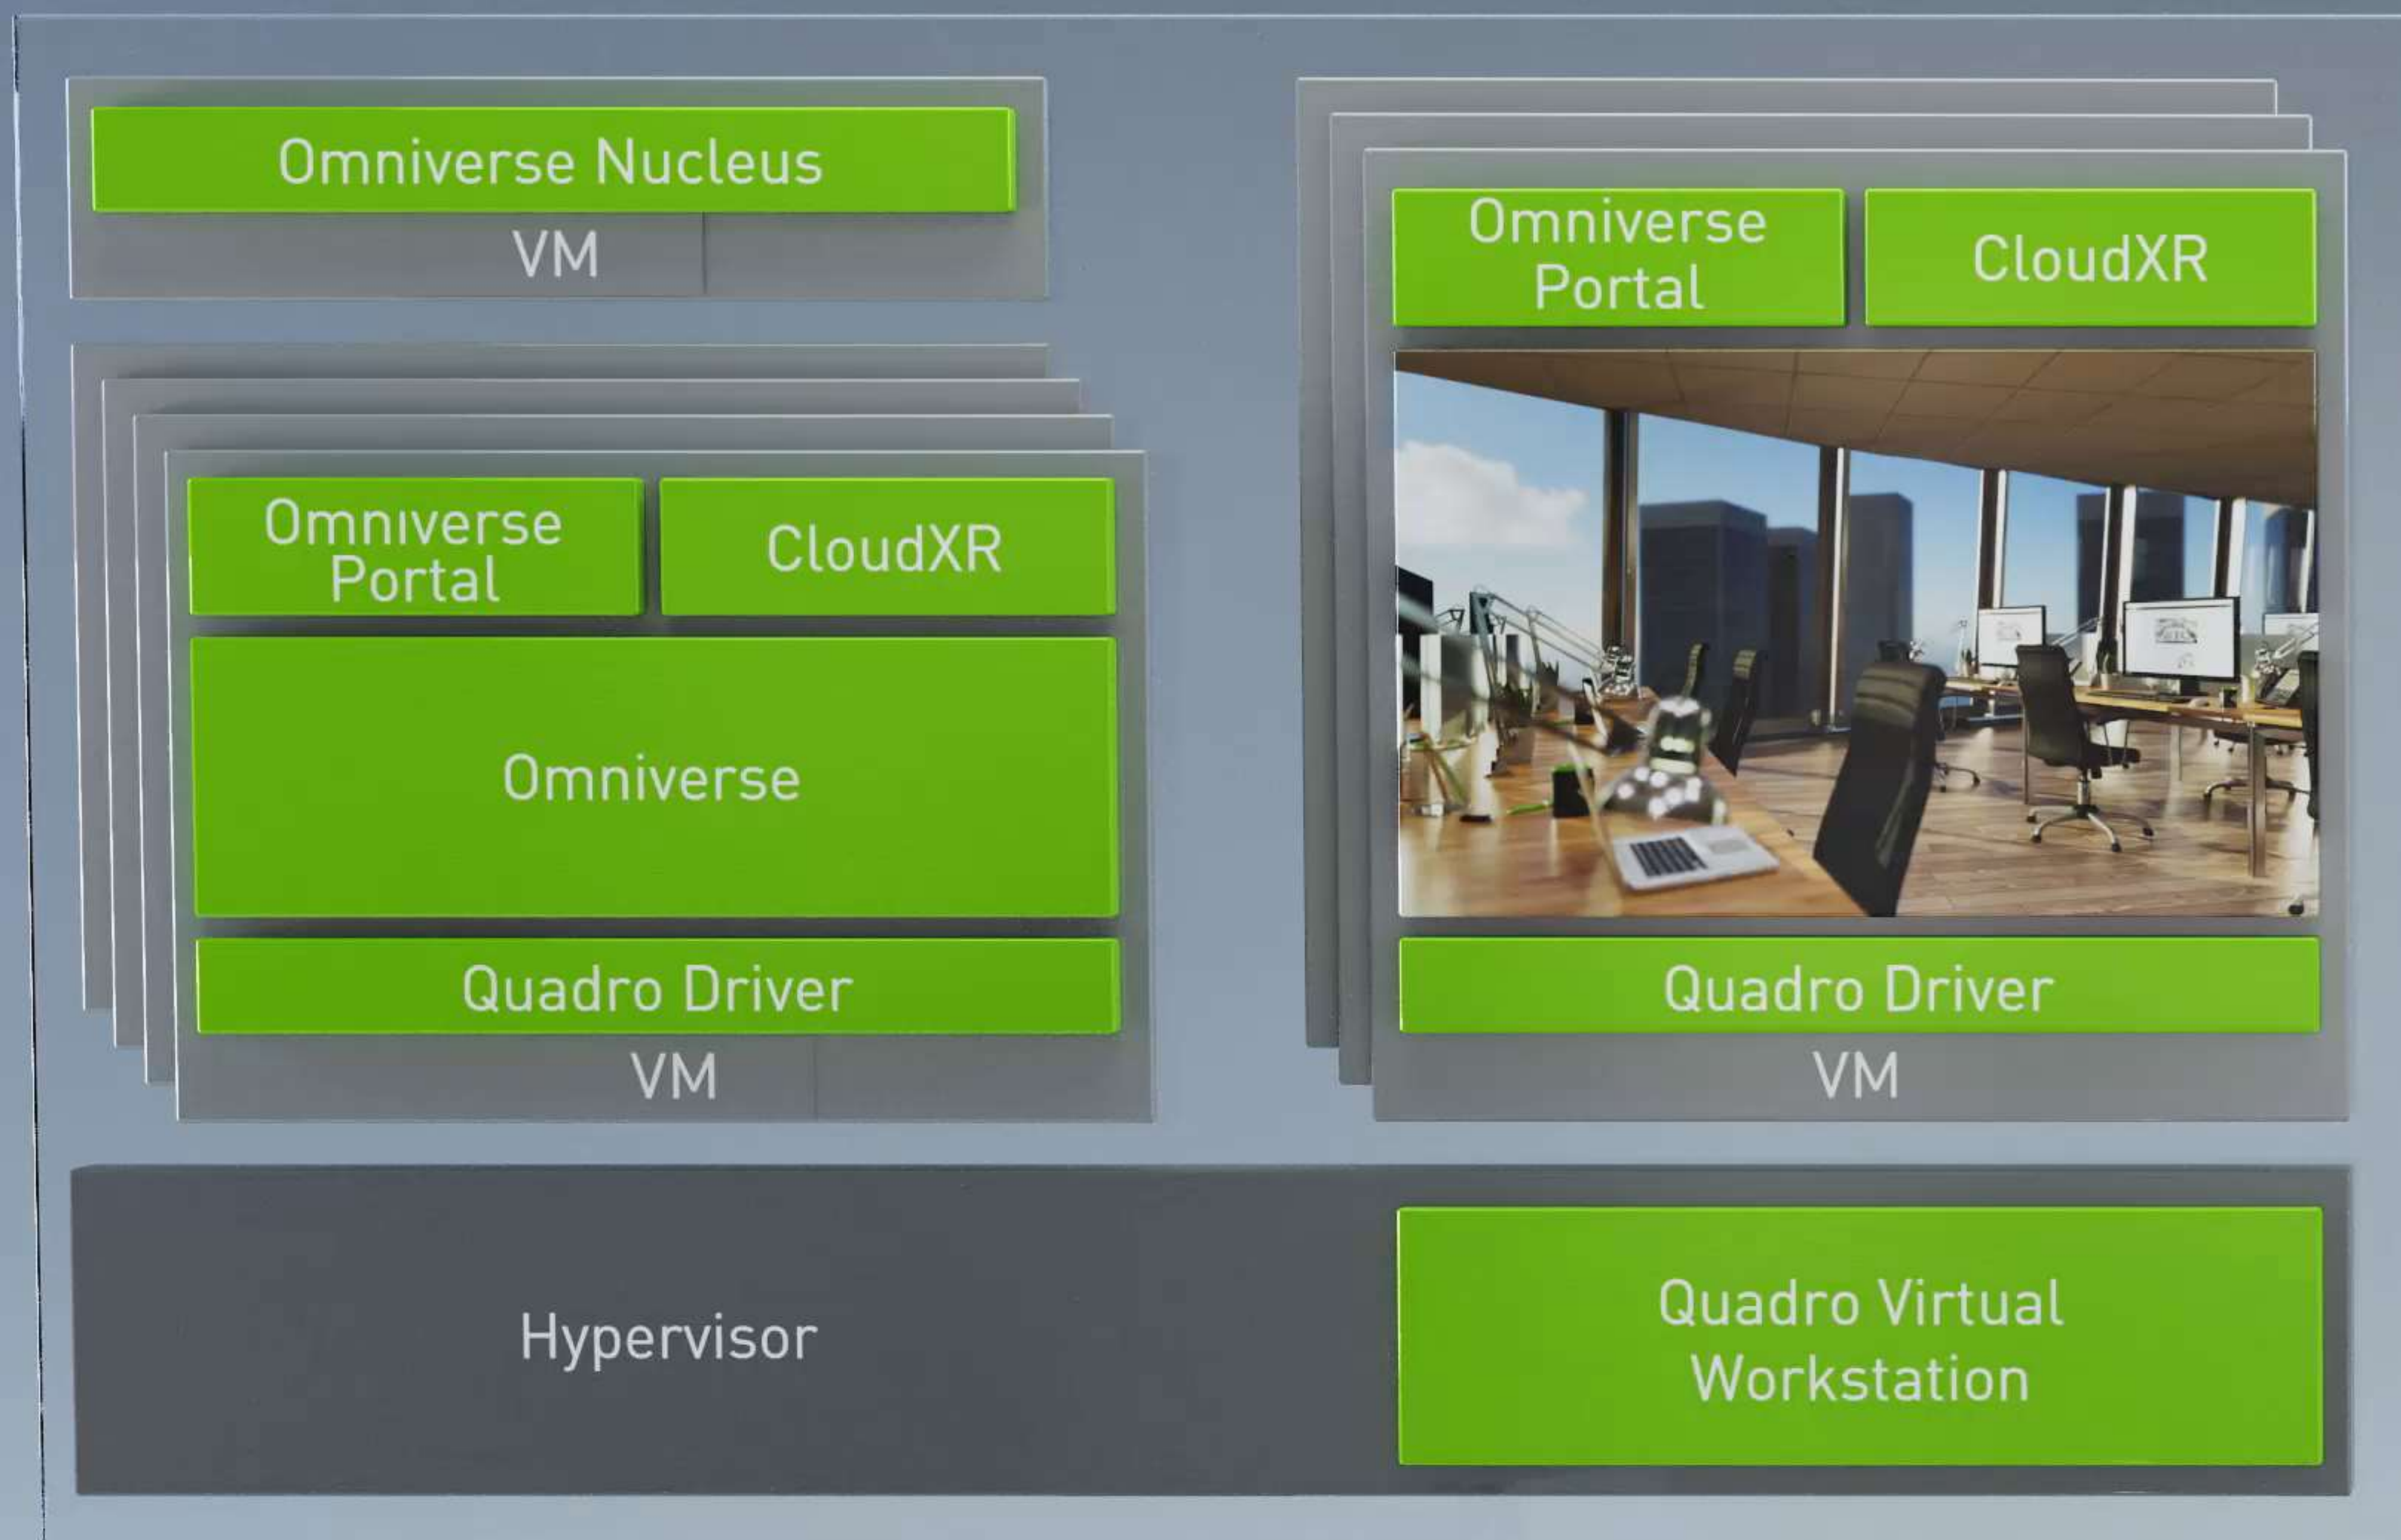 Omniverse Nucleus
VM
Omniverse
Portal
CloudXR
Omniverse
Quadro Driver
VM
Omniverse
Portal
CloudXR
Quadro Driver
VM
Hypervisor
Quadro Virtual
Workstation